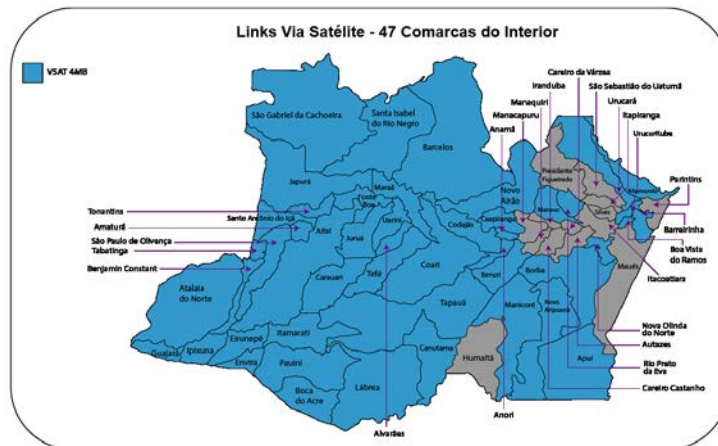 Links Via Satélite - 47 Comarcas do Interior
VSAT 4MB
Careiro da Várzea
Iranduba
São Sebastião do Uatumã
Manaquiri
Urucará
Manacapuru
Itapiranga
Anamã
Urucurituba
São Gabriel da Cachoeira
Santa Isabel
do Rio Negro
Barcelos
Presidente
Figueiredo
Parintins
Japurá
Maraã
Novo
Airão
Nhamundá
Tonantins
Fonte
Boa
Manaus
Silves
Santo Antônio do Içá
Uarini
Caapiranga
Barreirinha
Amaturá
Jutaí
Codajás
São Paulo de Olivença
Juruá
Boa Vista
do Ramos
Tabatinga
Tefé
Coari
Maués
Itacoatiara
Benjamin Constant
Carauari
Beruri
Borba
Atalaia
do Norte
Tapauá
Manicoré
Novo
Aripuanã
Nova Olinda
do Norte
Itamarati
Eirunepé
Autazes
Guajará
Ipixuna
Canutama
Humaitá
Apuí
Envira
Pauini
Rio Preto
da Eva
Boca
do Acre
Lábrea
Careiro Castanho
Anori
Alvarães